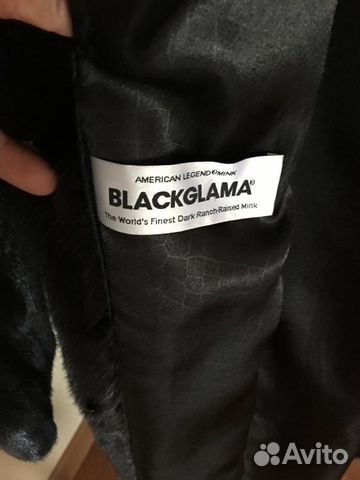 AMERICAN LEGEND® MINK
BLACKGLAMA®
The World's Finest Dark Ranch-Raised Mink
Avito